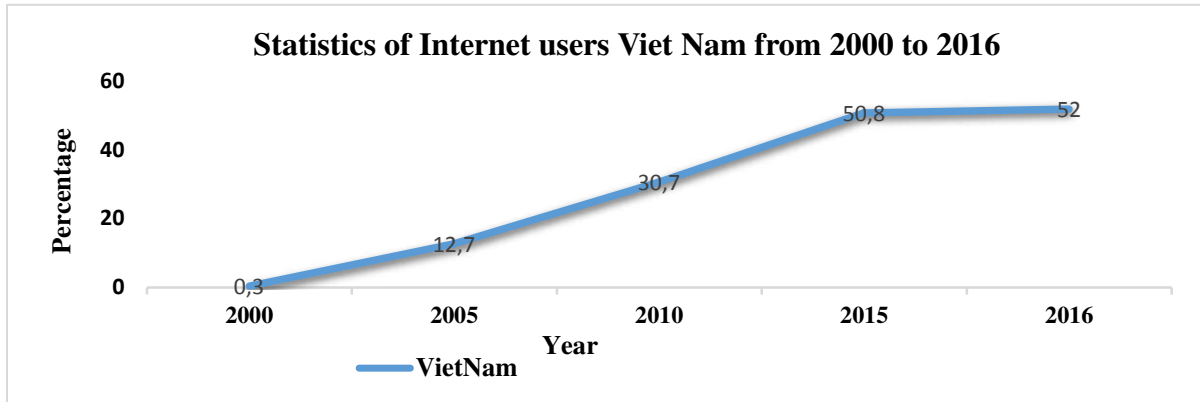 Statistics of Internet users Viet Nam from 2000 to 2016
60
40
20
0
Percentage
0,3
12,7
30,7
50,8
52
2000 2005 2010 2015 2016
Year
VietNam